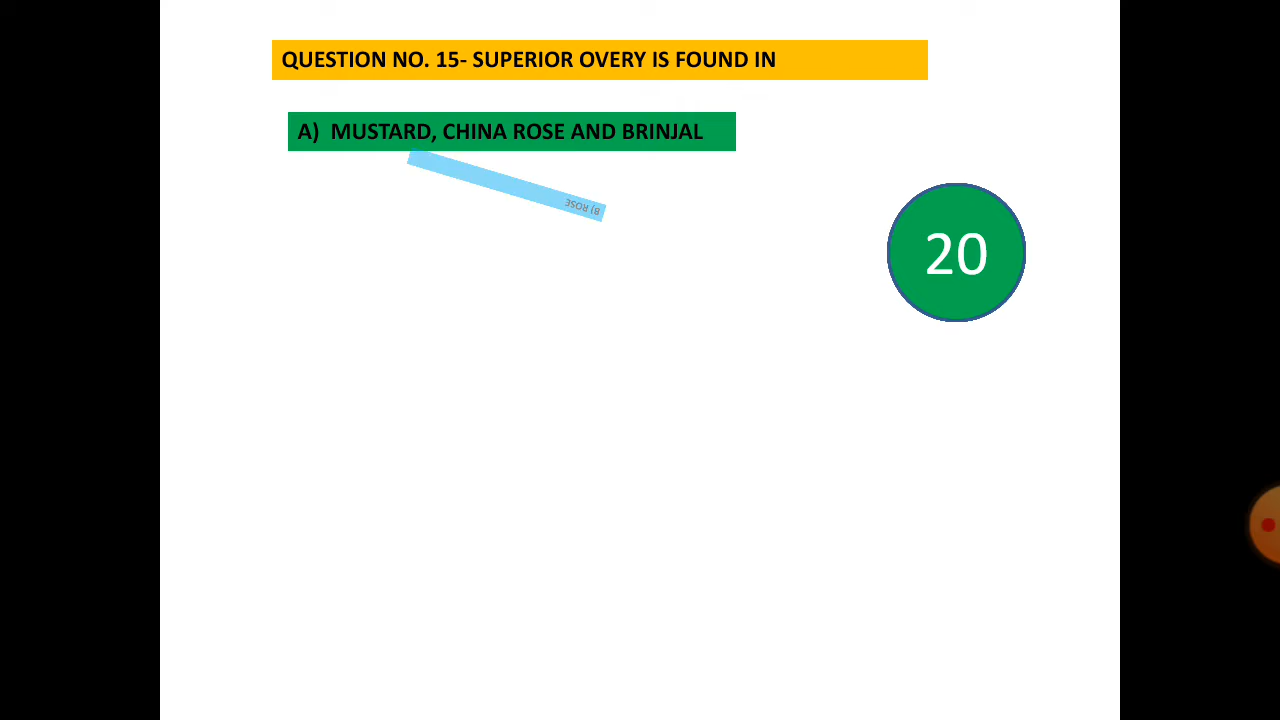 QUESTION NO. 15- SUPERIOR OVERY IS FOUND IN
A) MUSTARD, CHINA ROSE AND BRINJAL
B) ROSE
20